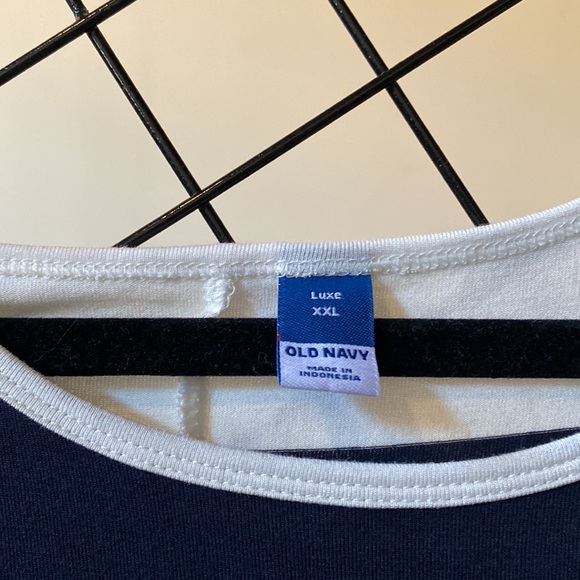 Luxe
XXL
OLD NAVY
MADE IN
INDONESIA